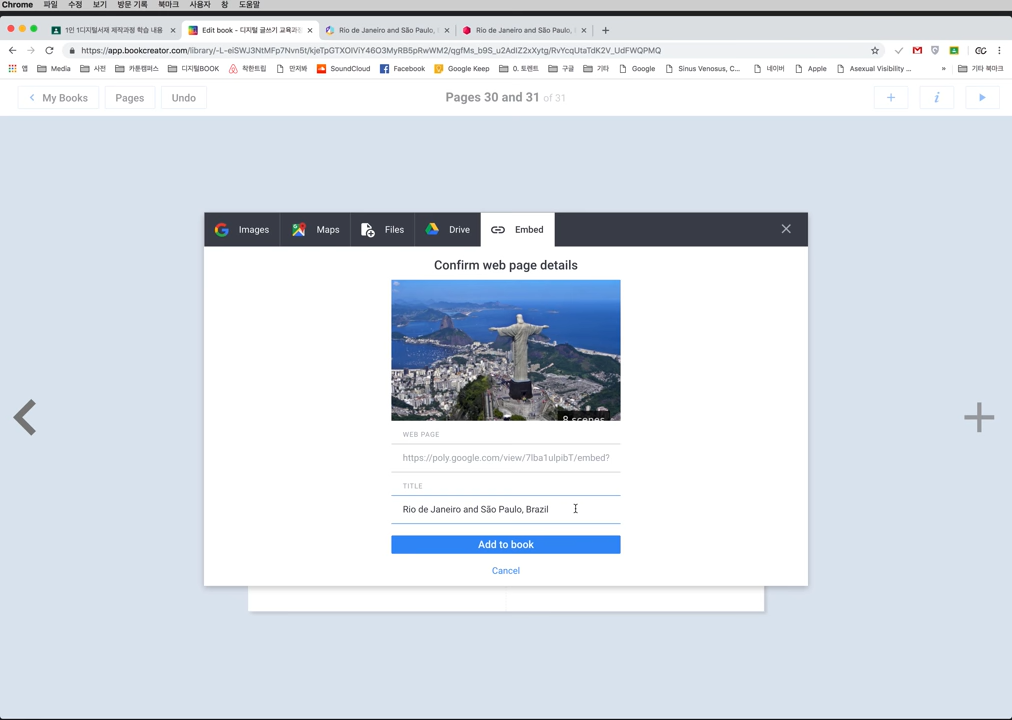 Chrome 파일 수정 보기 방문 기록 북마크 사용자 창 도움말
1인 1디지털서재 제작과정 학습 내용
Edit book - 디지털 글쓰기 교육과
Rio de Janeiro and São Paulo,
Rio de Janeiro and São Paulo,
https://app.bookcreator.com/library/-L-eiSWJ3NtMFp7Nvn5t/kjeTpGTXOIViY46O3MyRB5pRwWM2/qgfMs_b9S_u2AdIZ2xXytg/RvYcqUtaTdK2V_UdFWQPMQ
앱 Media 사전 카툰캠퍼스 디지털BOOK 착한트립 만저봐 SoundCloud Facebook Google Keep 0. 토렌트 구글 기타 Google Sinus Venosus, C... 네이버 Apple Asexual Visibility ... » 기타 북마크
My Books Pages Undo Pages 30 and 31 of 31
Images Maps Files Drive Embed
Confirm web page details
8 scenes
WEB PAGE
https://poly.google.com/view/7lba1ulpibT/embed?
TITLE
Rio de Janeiro and São Paulo, Brazil
Add to book
Cancel